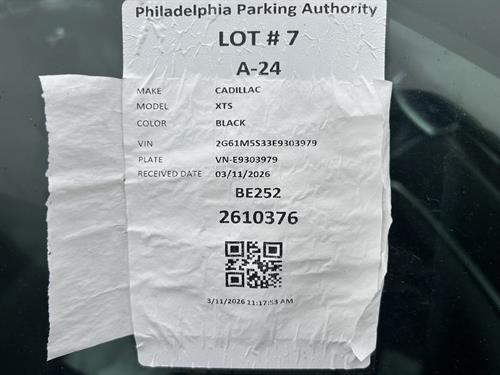 Philadelphia Parking Authority
LOT # 7
A-24
MAKE CADILLAC
MODEL XTS
COLOR BLACK
VIN 2G61M5S33E9303979
PLATE VN-E9303979
RECEIVED DATE 03/11/2026
BE252
2610376
3/11/2026 11:17:53 AM